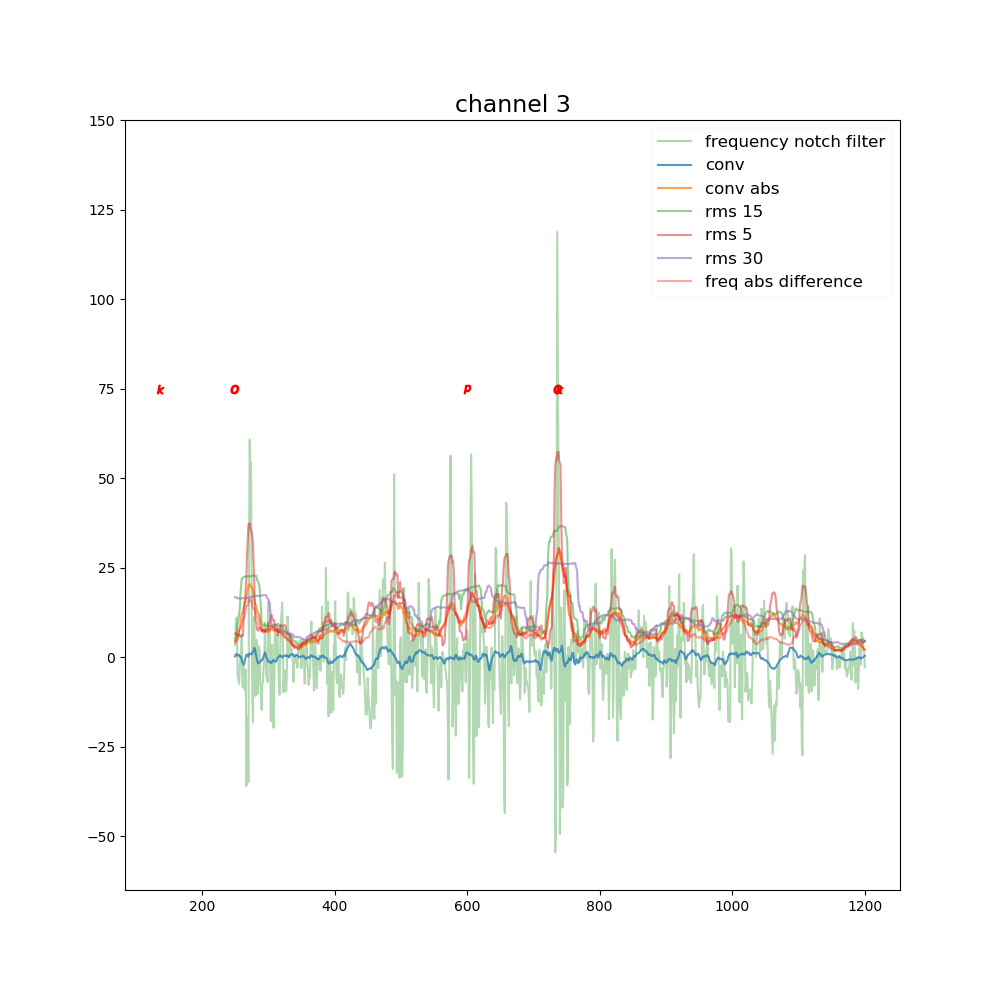 channel 3
150
125
100
75
50
25
0
−25
−50
frequency notch filter
conv
conv abs
rms 15
rms 5
rms 30
freq abs difference
k
o
p
200
400
600
800
1000
1200